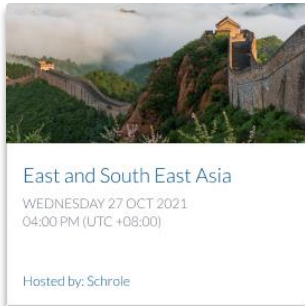 East and South East Asia
WEDNESDAY 27 OCT 2021
04:00 PM (UTC +08:00)
Hosted by: Schrole